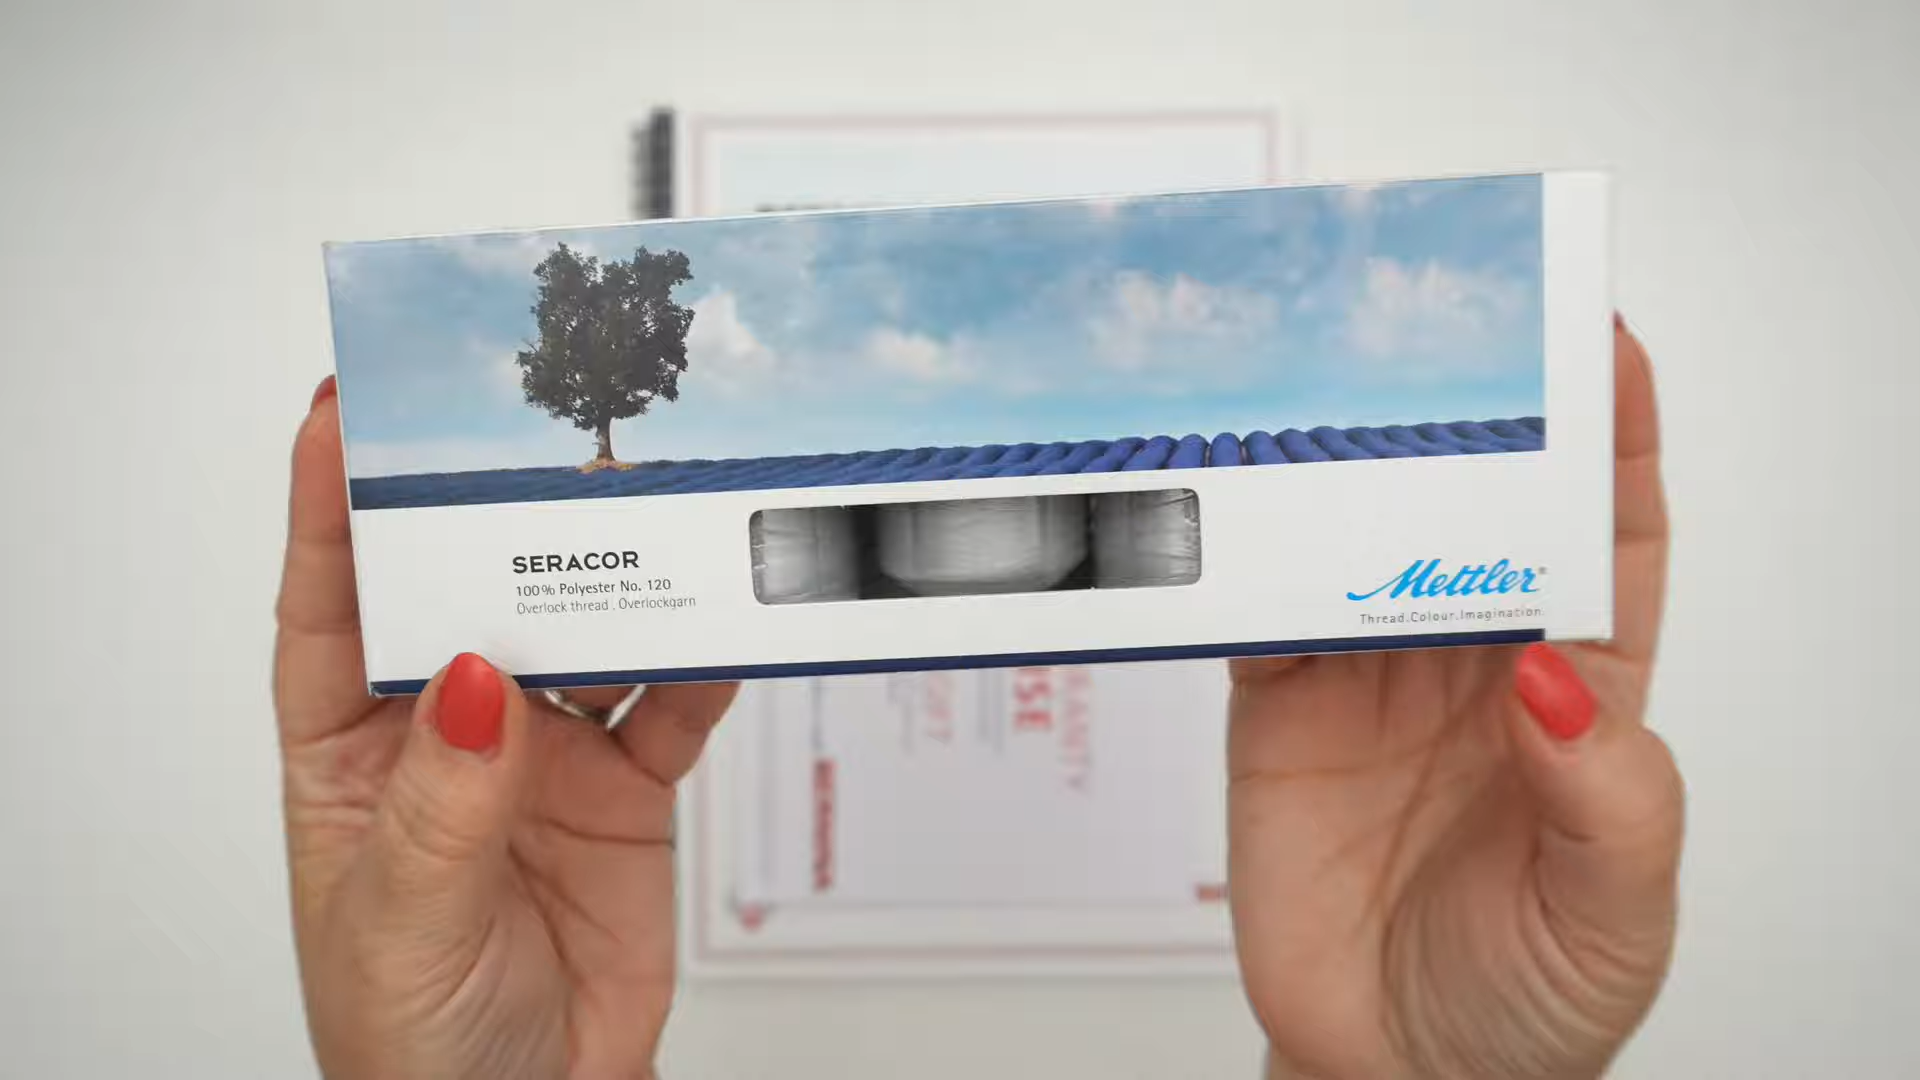 SERACOR
100% Polyester No. 120
Overlock thread . Overlockgarn
Mettler®
Thread.Colour.Imagination.